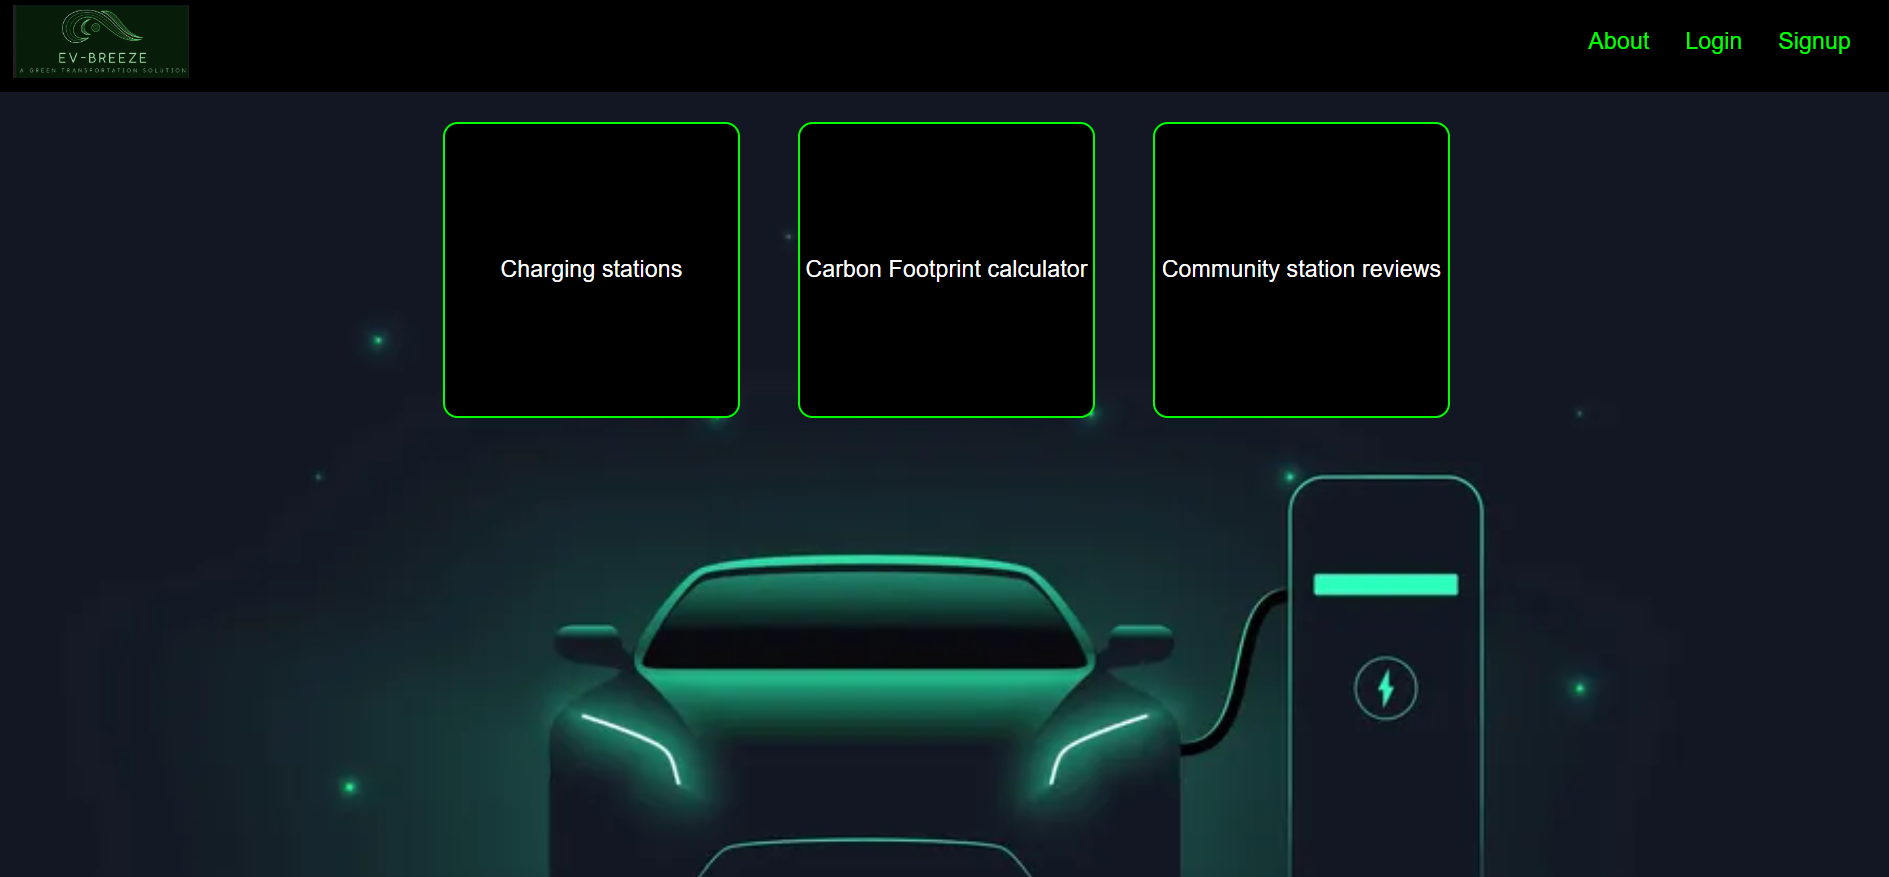 EV-BREEZE
A GREEN TRANSPORTATION SOLUTION
About
Login
Signup
Charging stations
Carbon Footprint calculator
Community station reviews